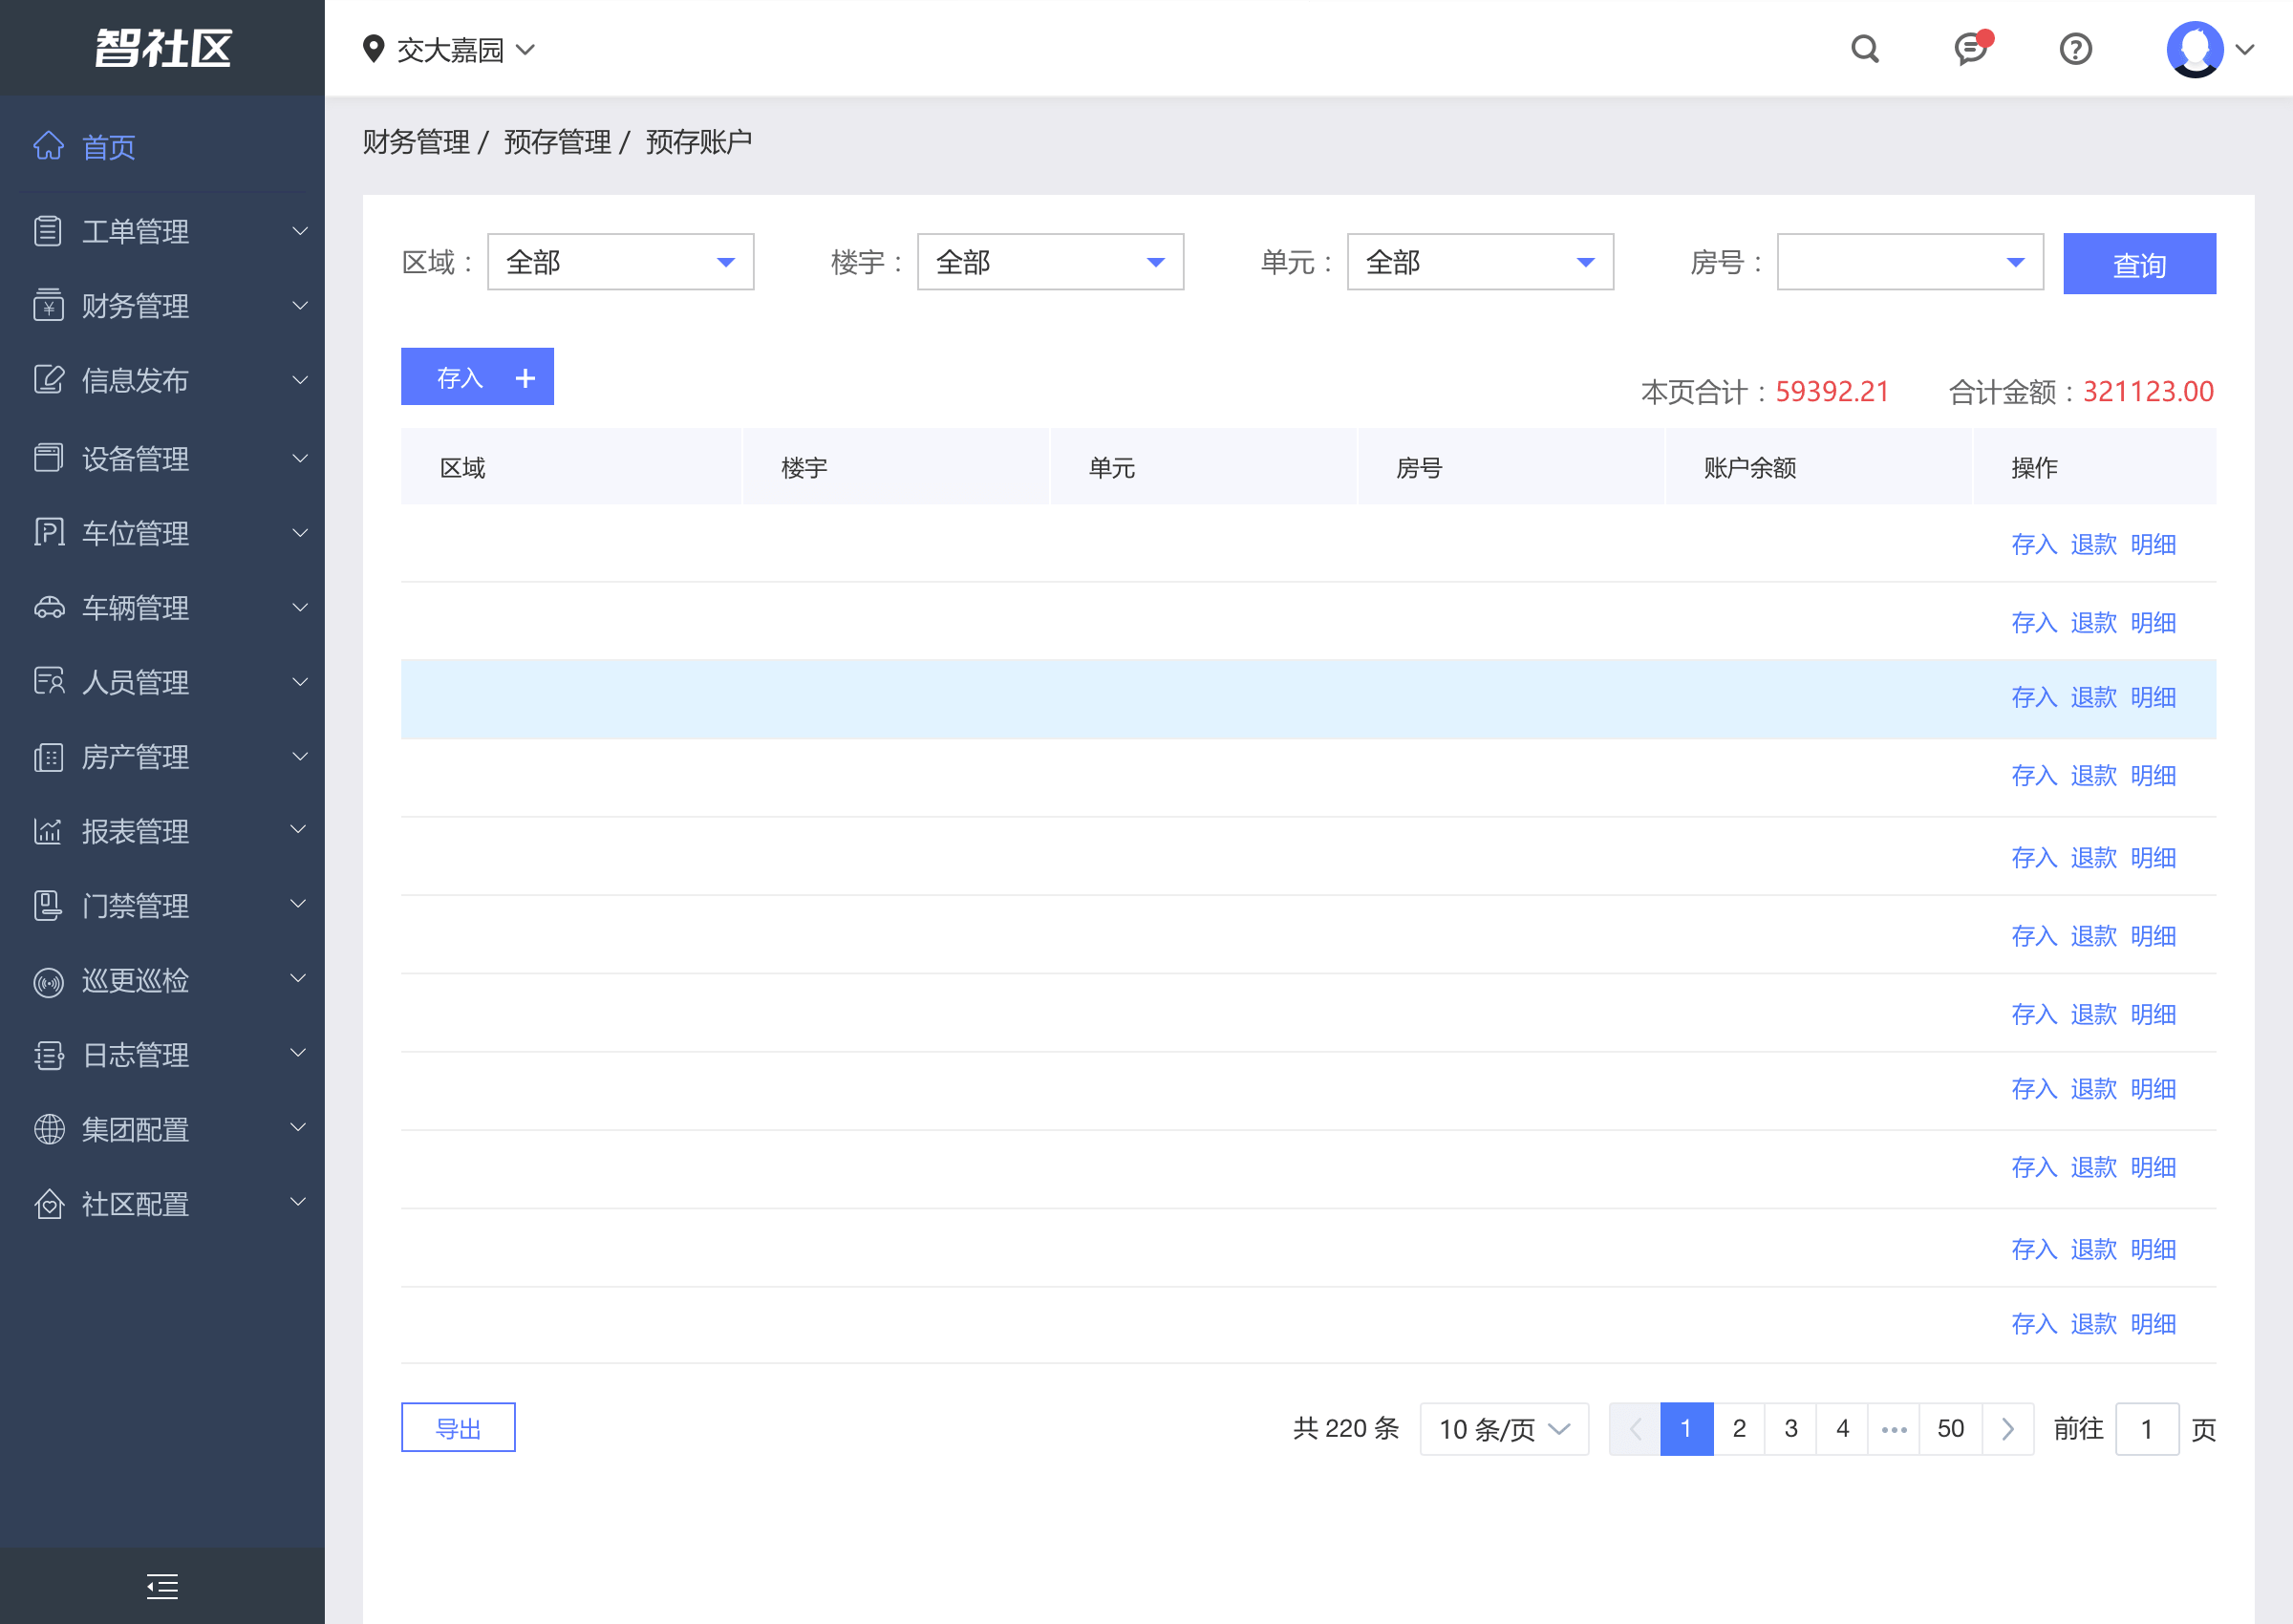 智社区
交大嘉园
首页
工单管理
财务管理
信息发布
设备管理
车位管理
车辆管理
人员管理
房产管理
报表管理
门禁管理
巡更巡检
日志管理
集团配置
社区配置
财务管理 / 预存管理 / 预存账户
区域： 全部 楼宇： 全部 单元： 全部 房号： 查询
存入 +
本页合计：59392.21 合计金额：321123.00
区域 楼宇 单元 房号 账户余额 操作
存入 退款 明细
存入 退款 明细
存入 退款 明细
存入 退款 明细
存入 退款 明细
存入 退款 明细
存入 退款 明细
存入 退款 明细
存入 退款 明细
存入 退款 明细
存入 退款 明细
导出 共 220 条 10 条/页 1 2 3 4 ••• 50 前往 1 页